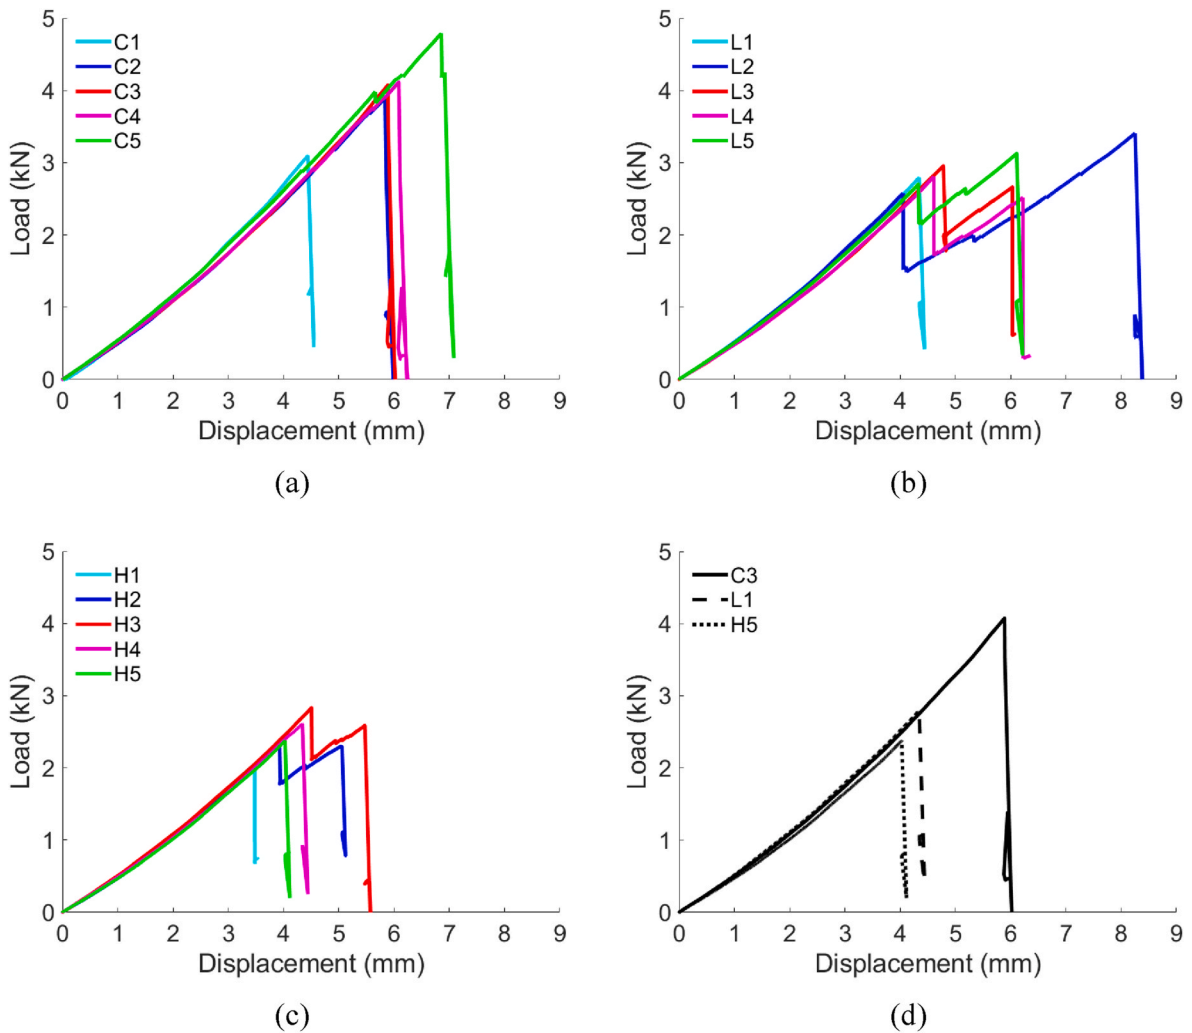 5
4
3
2
1
0
Load (kN)
C1
C2
C3
C4
C5
0 1 2 3 4 5 6 7 8 9
Displacement (mm)
(a)
5
4
3
2
1
0
Load (kN)
L1
L2
L3
L4
L5
0 1 2 3 4 5 6 7 8 9
Displacement (mm)
(b)
5
4
3
2
1
0
Load (kN)
H1
H2
H3
H4
H5
0 1 2 3 4 5 6 7 8 9
Displacement (mm)
(c)
5
4
3
2
1
0
Load (kN)
C3
L1
H5
0 1 2 3 4 5 6 7 8 9
Displacement (mm)
(d)